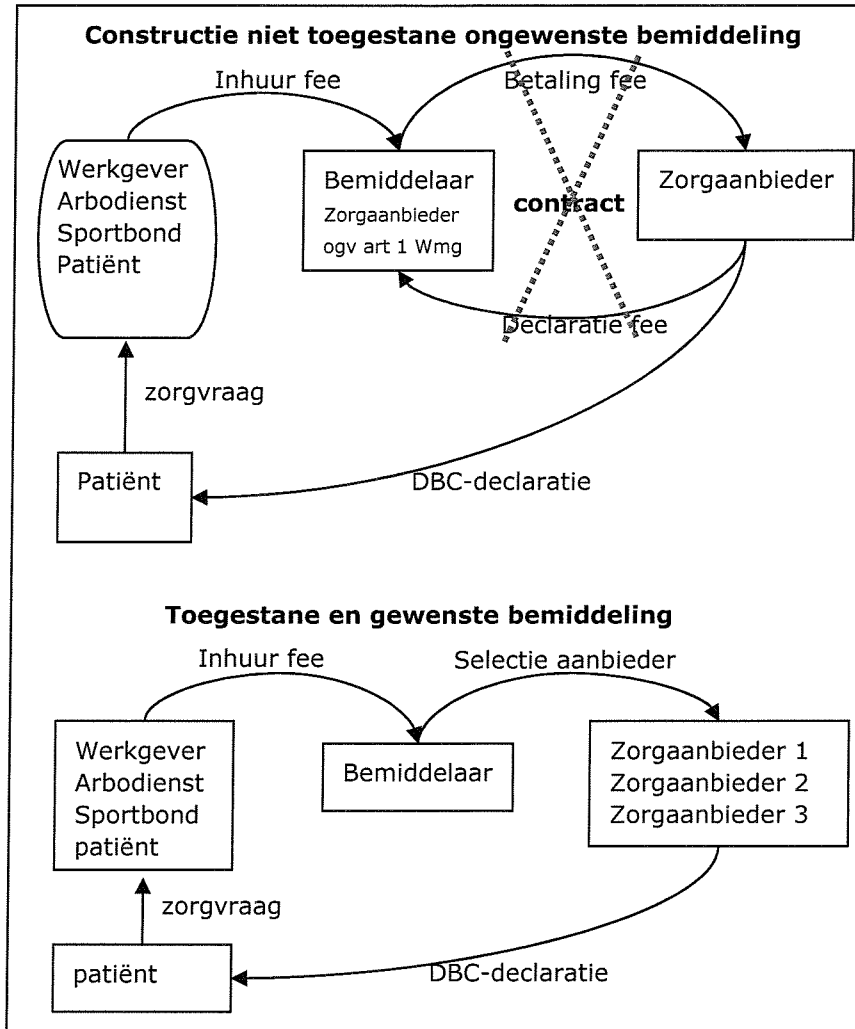 Constructie niet toegestane ongewenste bemiddeling
Inhuur fee
Betaling fee
Werkgever
Arbodienst
Sportbond
Patiënt
Bemiddelaar
Zorgaanbieder
ogv art 1 Wmg
contract
Zorgaanbieder
Declaratie fee
zorgvraag
Patiënt
DBC-declaratie
Toegestane en gewenste bemiddeling
Inhuur fee
Selectie aanbieder
Werkgever
Arbodienst
Sportbond
patiënt
Bemiddelaar
Zorgaanbieder 1
Zorgaanbieder 2
Zorgaanbieder 3
zorgvraag
patiënt
DBC-declaratie